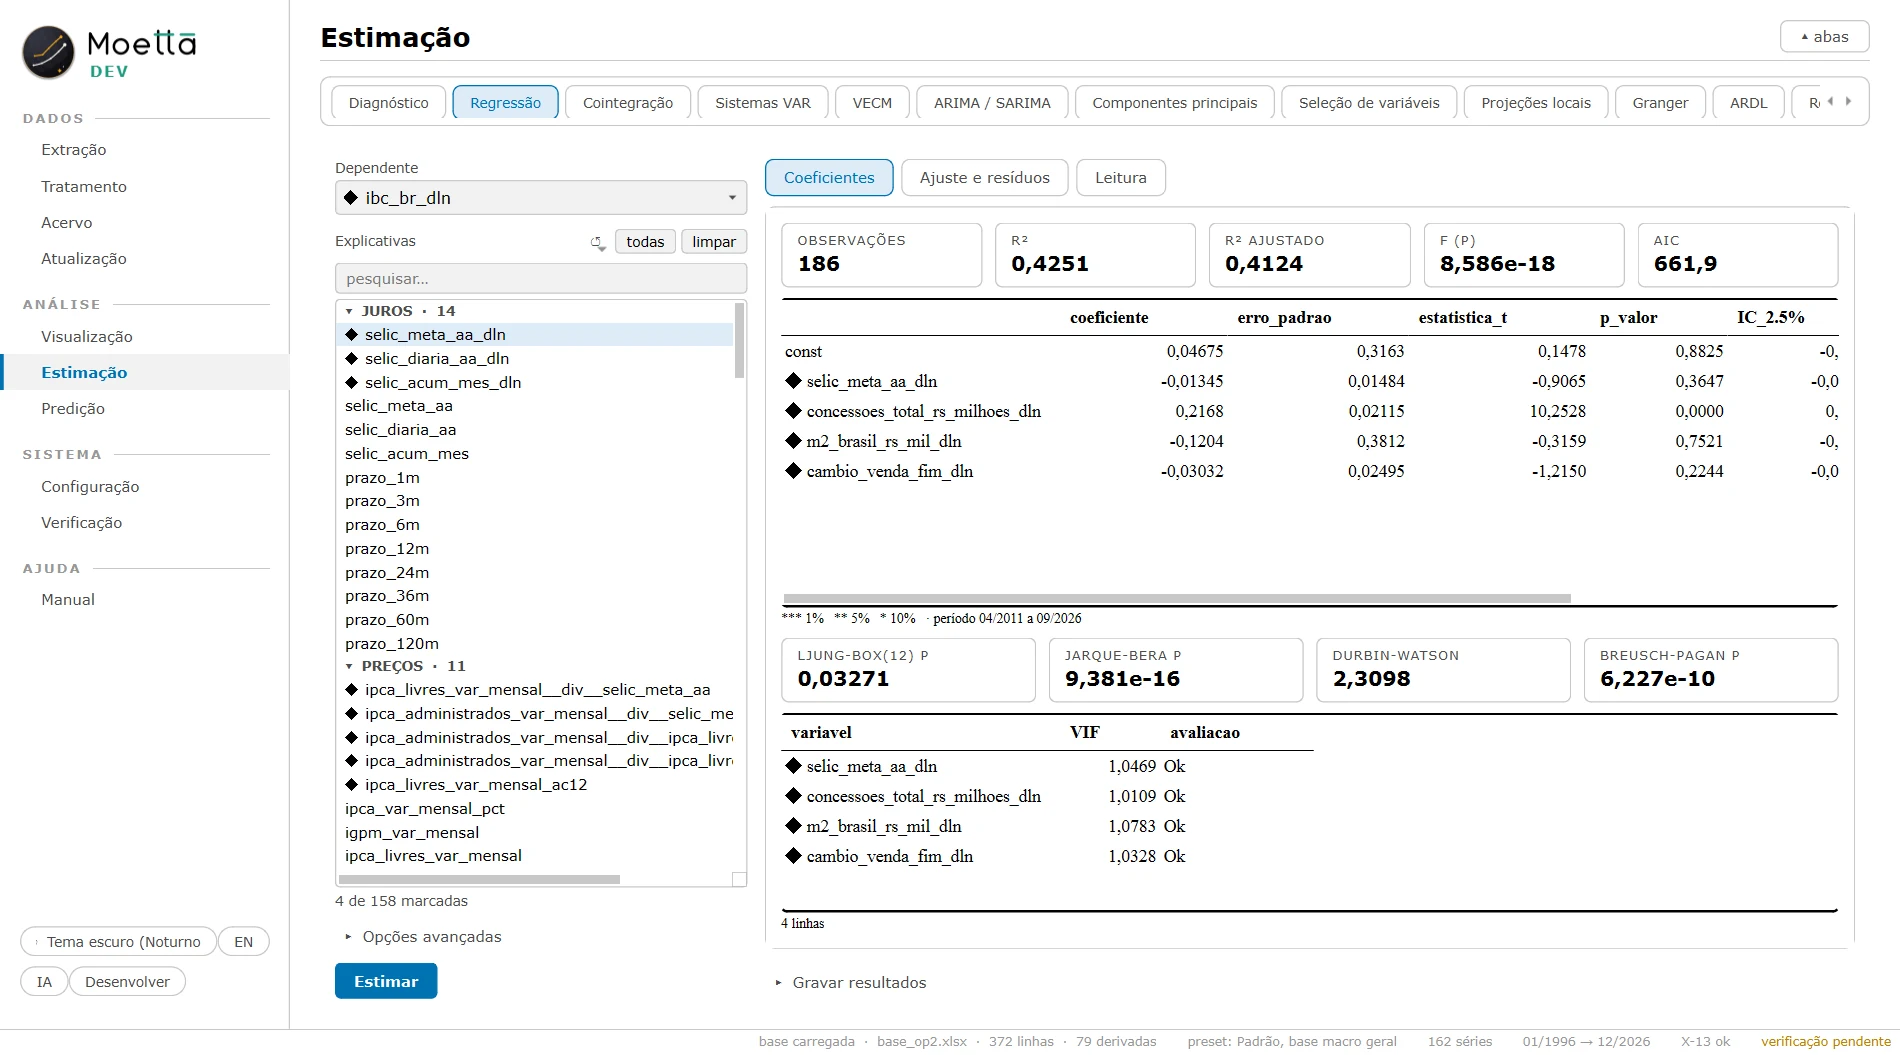 Moetta
DEV
DADOS
Extração
Tratamento
Acervo
Atualização
ANÁLISE
Visualização
Estimação
Predição
SISTEMA
Configuração
Verificação
AJUDA
Manual
Tema escuro (Noturno
EN
IA
Desenvolver
Estimação
▴ abas
Diagnóstico
Regressão
Cointegração
Sistemas VAR
VECM
ARIMA / SARIMA
Componentes principais
Seleção de variáveis
Projeções locais
Granger
ARDL
Dependente
◆ ibc_br_dln
Explicativas
todas
limpar
pesquisar...
▾ JUROS · 14
◆ selic_meta_aa_dln
◆ selic_diaria_aa_dln
◆ selic_acum_mes_dln
selic_meta_aa
selic_diaria_aa
selic_acum_mes
prazo_1m
prazo_3m
prazo_6m
prazo_12m
prazo_24m
prazo_36m
prazo_60m
prazo_120m
▾ PREÇOS · 11
◆ ipca_livres_var_mensal__div__selic_meta_aa
◆ ipca_administrados_var_mensal__div__selic_me
◆ ipca_administrados_var_mensal__div__ipca_livr
◆ ipca_administrados_var_mensal__div__ipca_livr
◆ ipca_livres_var_mensal_ac12
ipca_var_mensal_pct
igpm_var_mensal
ipca_livres_var_mensal
4 de 158 marcadas
▸ Opções avançadas
Estimar
Coeficientes
Ajuste e resíduos
Leitura
OBSERVAÇÕES
186
R²
0,4251
R² AJUSTADO
0,4124
F (P)
8,586e-18
AIC
661,9
coeficiente erro_padrao estatistica_t p_valor IC_2.5%
const 0,04675 0,3163 0,1478 0,8825 -0,
◆ selic_meta_aa_dln -0,01345 0,01484 -0,9065 0,3647 -0,0
◆ concessoes_total_rs_milhoes_dln 0,2168 0,02115 10,2528 0,0000 0,
◆ m2_brasil_rs_mil_dln -0,1204 0,3812 -0,3159 0,7521 -0,
◆ cambio_venda_fim_dln -0,03032 0,02495 -1,2150 0,2244 -0,0
*** 1% ** 5% * 10% · período 04/2011 a 09/2026
LJUNG-BOX(12) P
0,03271
JARQUE-BERA P
9,381e-16
DURBIN-WATSON
2,3098
BREUSCH-PAGAN P
6,227e-10
variavel VIF avaliacao
◆ selic_meta_aa_dln 1,0469 Ok
◆ concessoes_total_rs_milhoes_dln 1,0109 Ok
◆ m2_brasil_rs_mil_dln 1,0783 Ok
◆ cambio_venda_fim_dln 1,0328 Ok
4 linhas
▸ Gravar resultados
base carregada · base_op2.xlsx · 372 linhas · 79 derivadas preset: Padrão, base macro geral 162 séries 01/1996 → 12/2026 X-13 ok verificação pendente